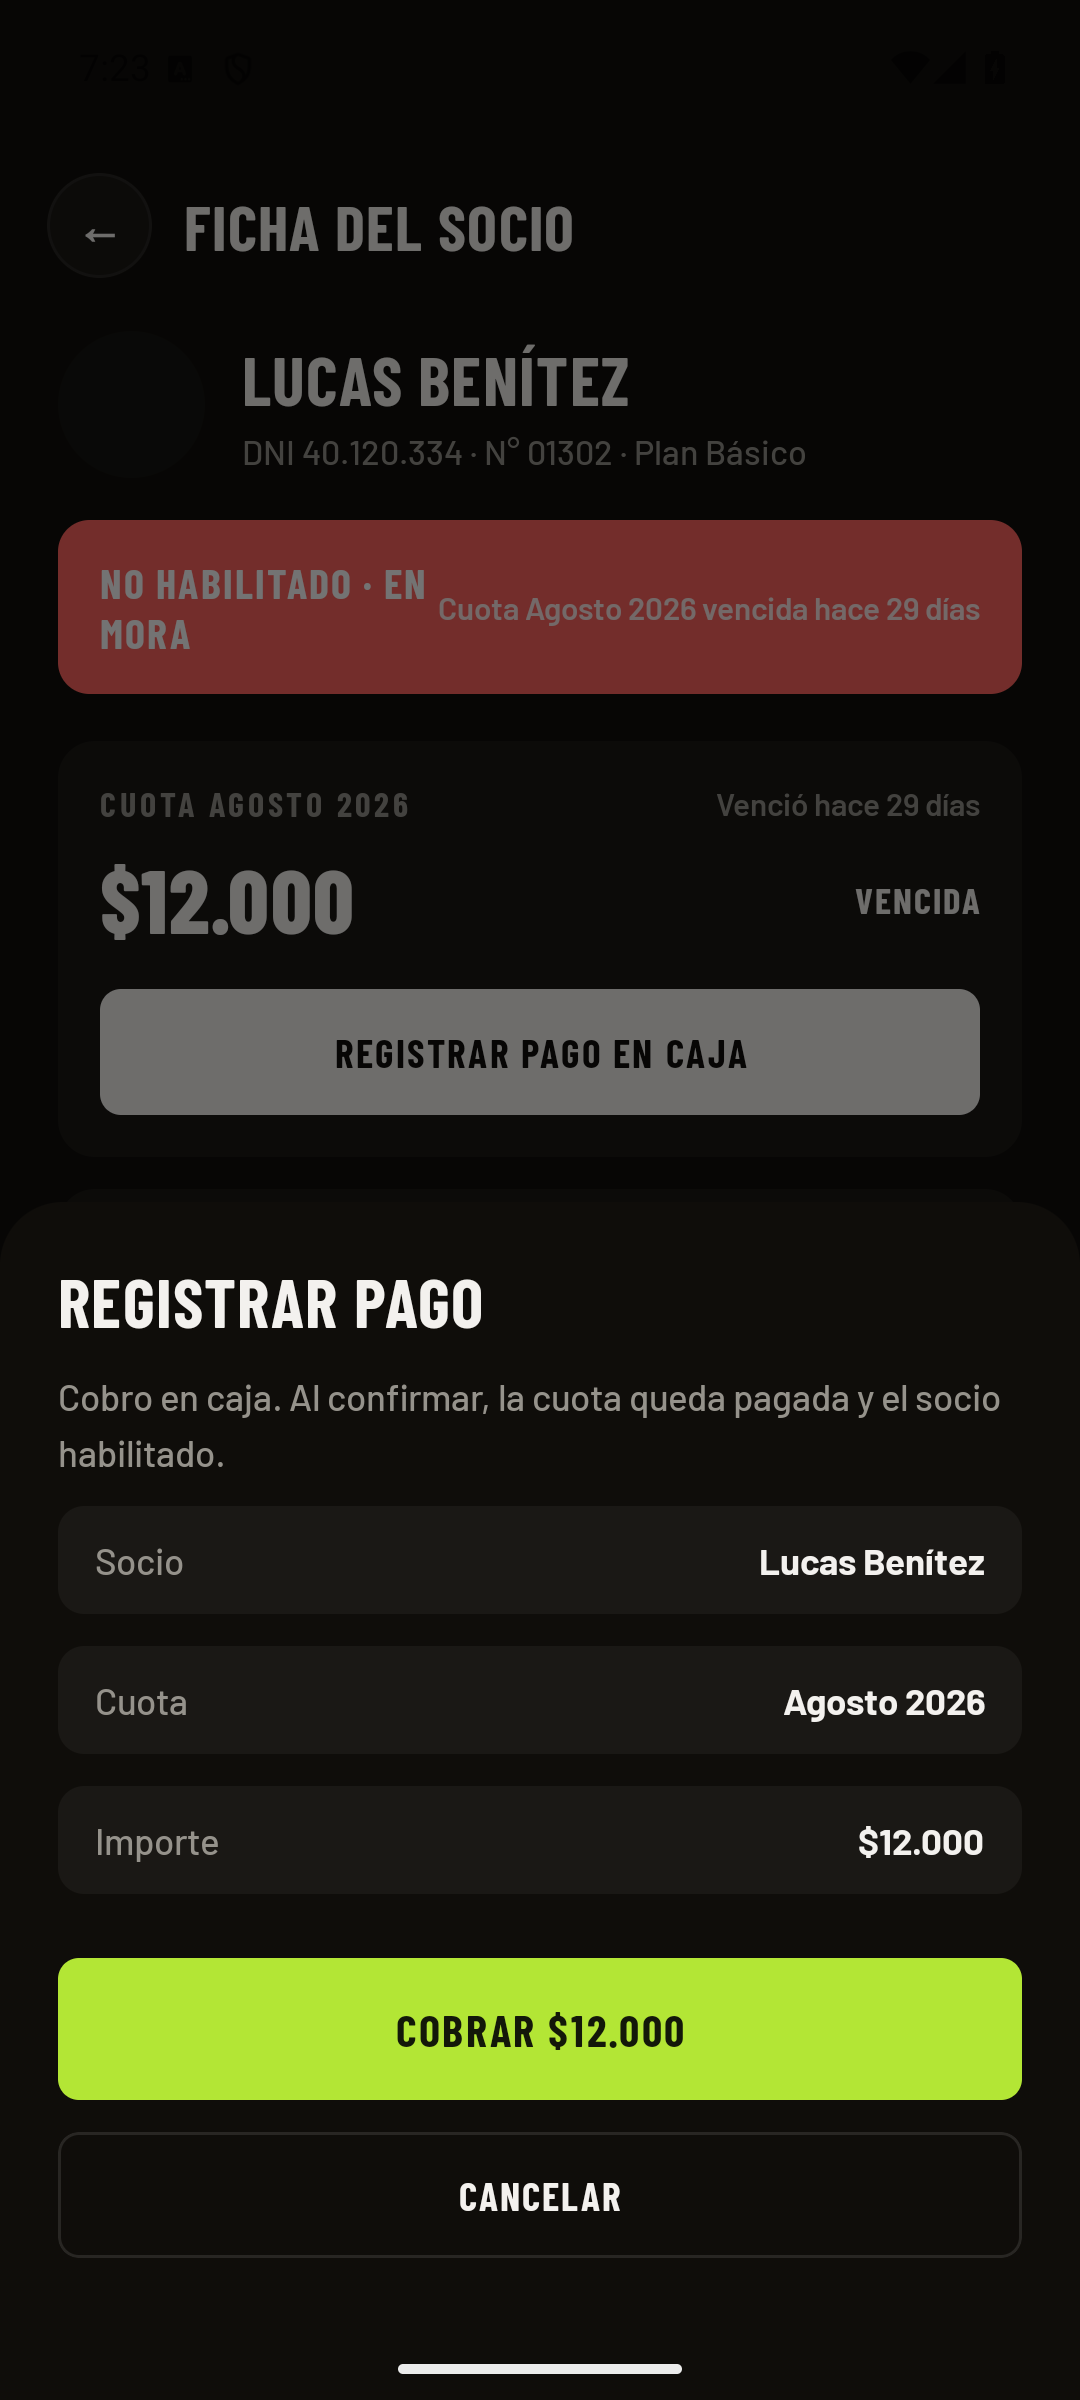 7:23
←
FICHA DEL SOCIO
LUCAS BENÍTEZ
DNI 40.120.334 · N° 01302 · Plan Básico
NO HABILITADO · EN
MORA
Cuota Agosto 2026 vencida hace 29 días
CUOTA AGOSTO 2026
Venció hace 29 días
$12.000
VENCIDA
REGISTRAR PAGO EN CAJA
REGISTRAR PAGO
Cobro en caja. Al confirmar, la cuota queda pagada y el socio
habilitado.
Socio
Lucas Benítez
Cuota
Agosto 2026
Importe
$12.000
COBRAR $12.000
CANCELAR